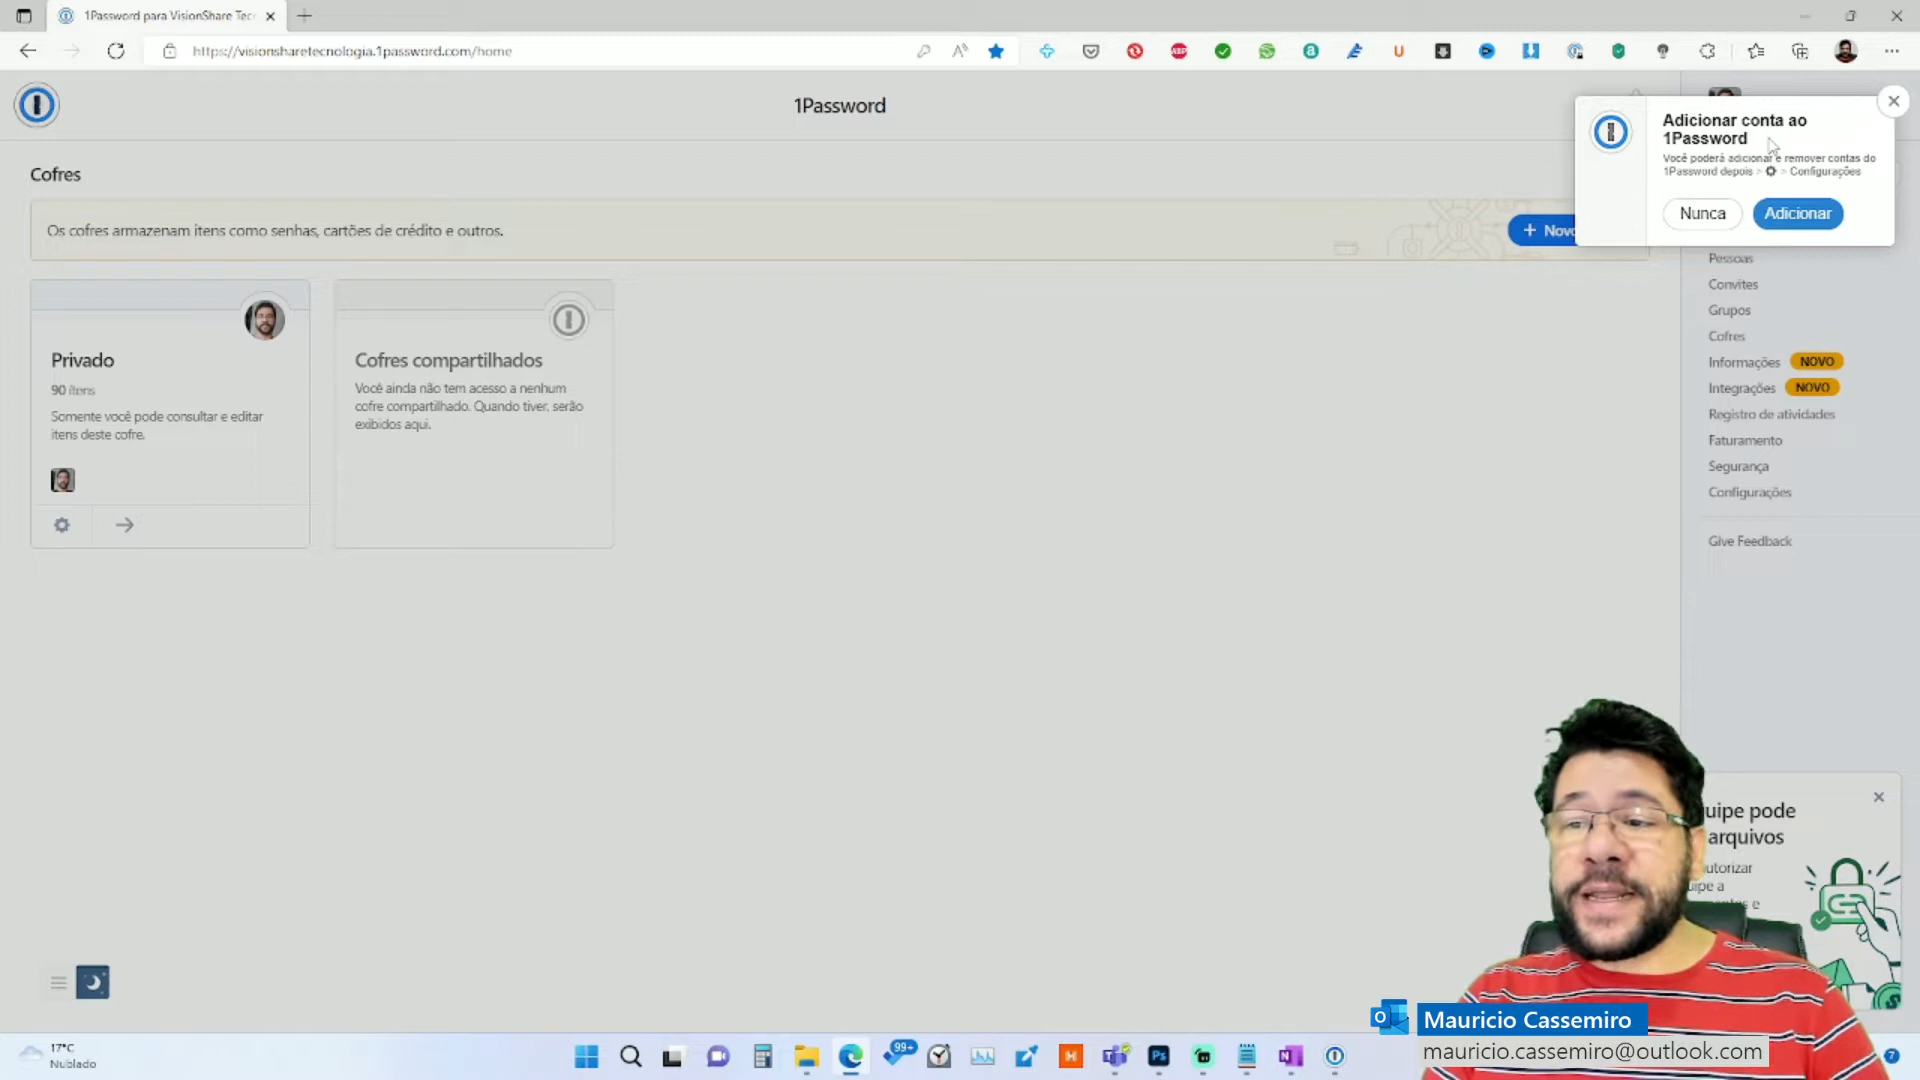 1Password para VisionShare Tec
https://visionsharetecnologia.1password.com/home
1Password
Cofres
Os cofres armazenam itens como senhas, cartões de crédito e outros.
+ Novo
Adicionar conta ao
1Password
Você poderá adicionar e remover contas do
1Password depois > > Configurações
Nunca
Adicionar
Privado
90 itens
Somente você pode consultar e editar
itens deste cofre.
Cofres compartilhados
Você ainda não tem acesso a nenhum
cofre compartilhado. Quando tiver, serão
exibidos aqui.
Pessoas
Convites
Grupos
Cofres
Informações NOVO
Integrações NOVO
Registro de atividades
Faturamento
Segurança
Configurações
Give Feedback
uipe pode
arquivos
utorizar
uipe a
e
17°C
Nublado
99+
Mauricio Cassemiro
mauricio.cassemiro@outlook.com